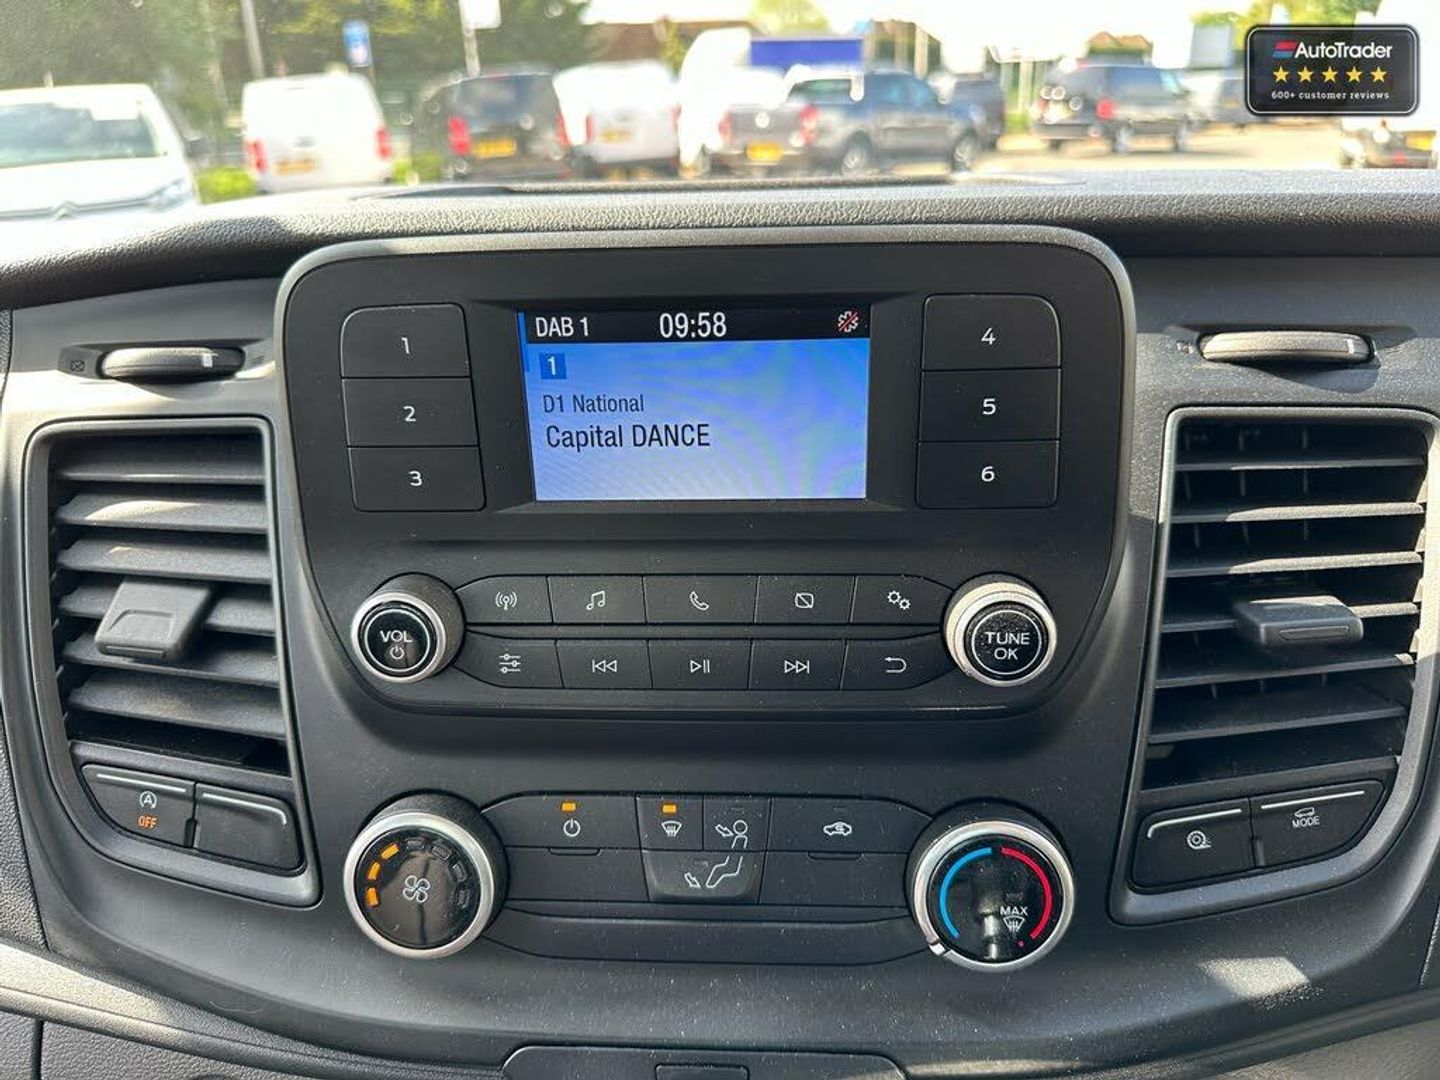 AutoTrader
600+ customer reviews
DAB 1 09:58
1
D1 National
Capital DANCE
1
2
3
4
5
6
VOL
TUNE
OK
A
OFF
MODE
MAX